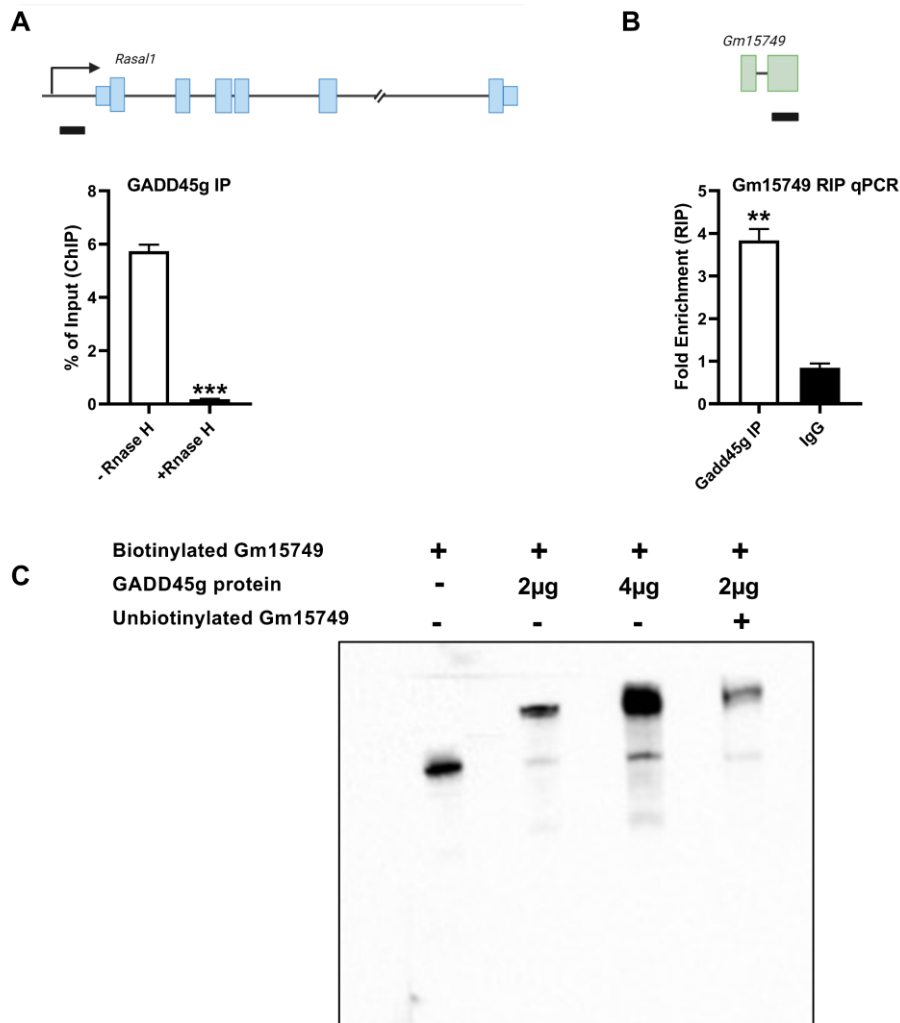 A
Rasal1
GADD45g IP
% of Input (ChIP)
8
6
4
2
0
- Rnase H
+Rnase H
***
B
Gm15749
Gm15749 RIP qPCR
Fold Enrichment (RIP)
5
4
3
2
1
0
**
Gadd45g IP
IgG
C
Biotinylated Gm15749 + + + +
GADD45g protein - 2µg 4µg 2µg
Unbiotinylated Gm15749 - - - +